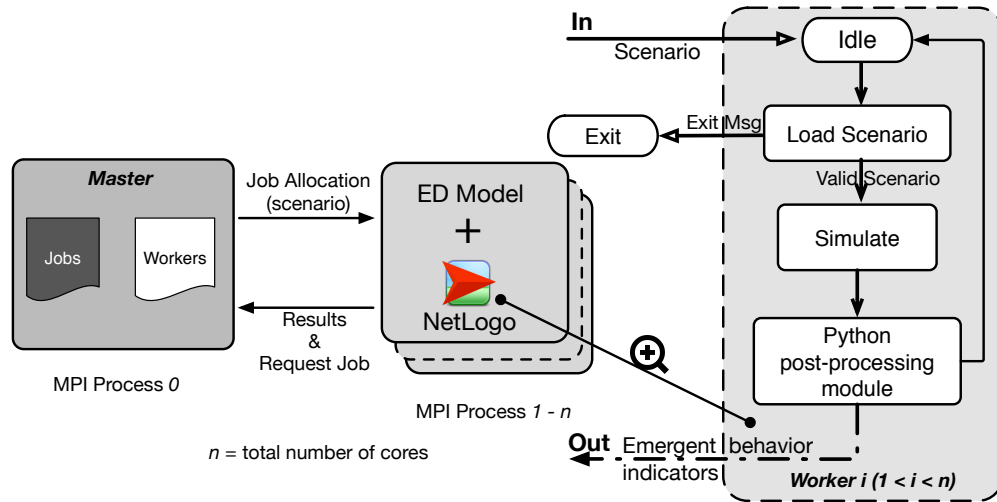 In
Scenario
Idle
Exit Msg
Exit
Load Scenario
Valid Scenario
Simulate
Python
post-processing
module
Master
Jobs
Workers
MPI Process 0
Job Allocation
(scenario)
Results
&
Request Job
ED Model
+
NetLogo
MPI Process 1 - n
n = total number of cores
Out
Emergent behavior
indicators
Worker i (1 < i < n)